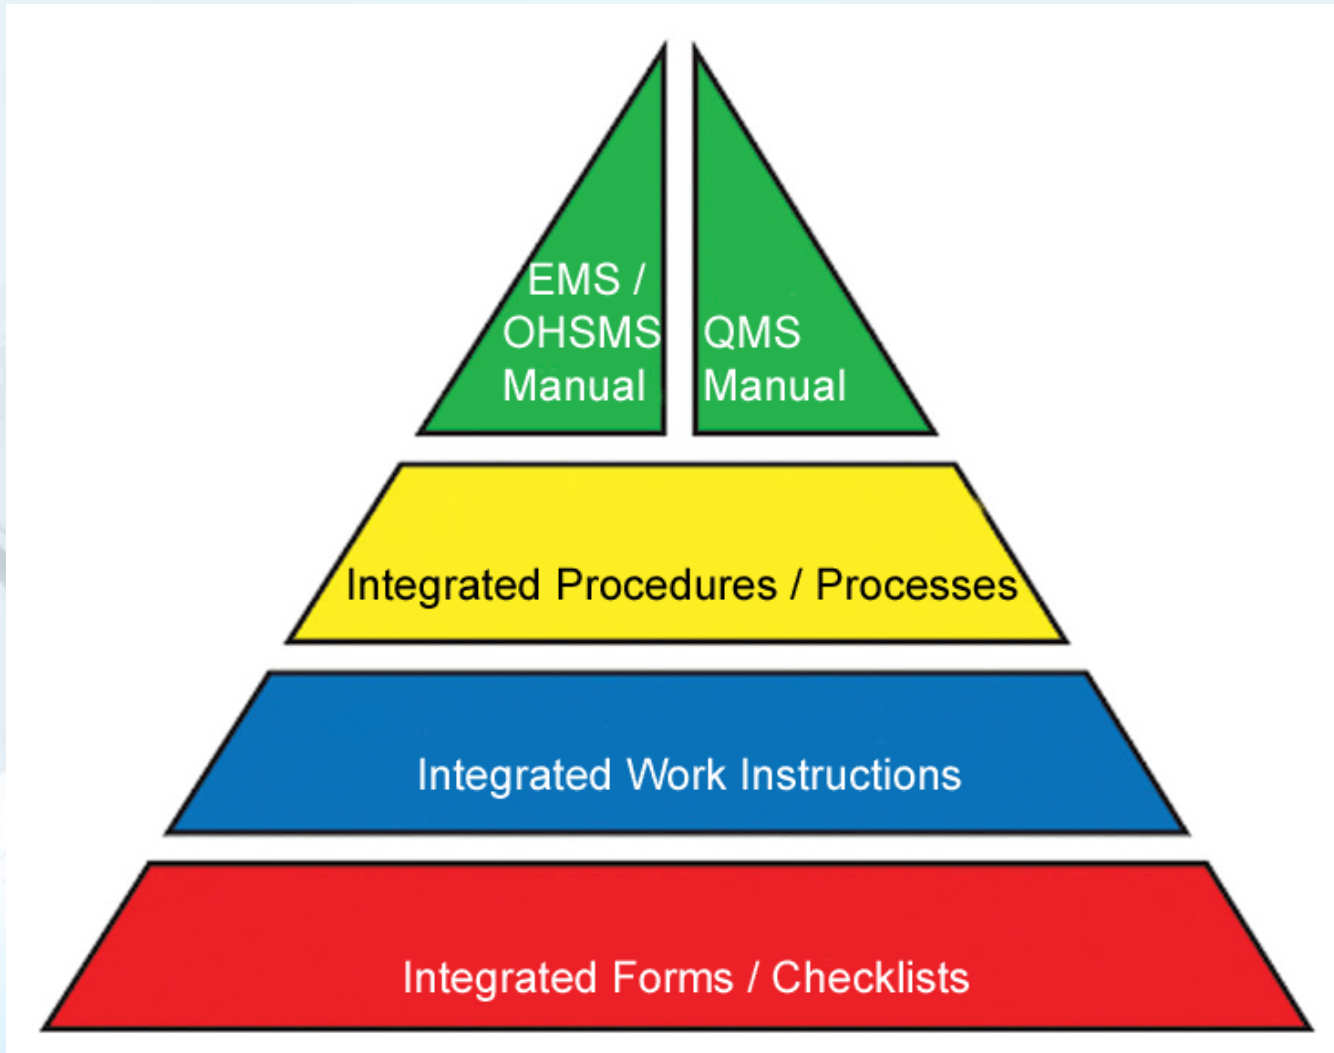 EMS /
OHSMS
Manual
QMS
Manual
Integrated Procedures / Processes
Integrated Work Instructions
Integrated Forms / Checklists